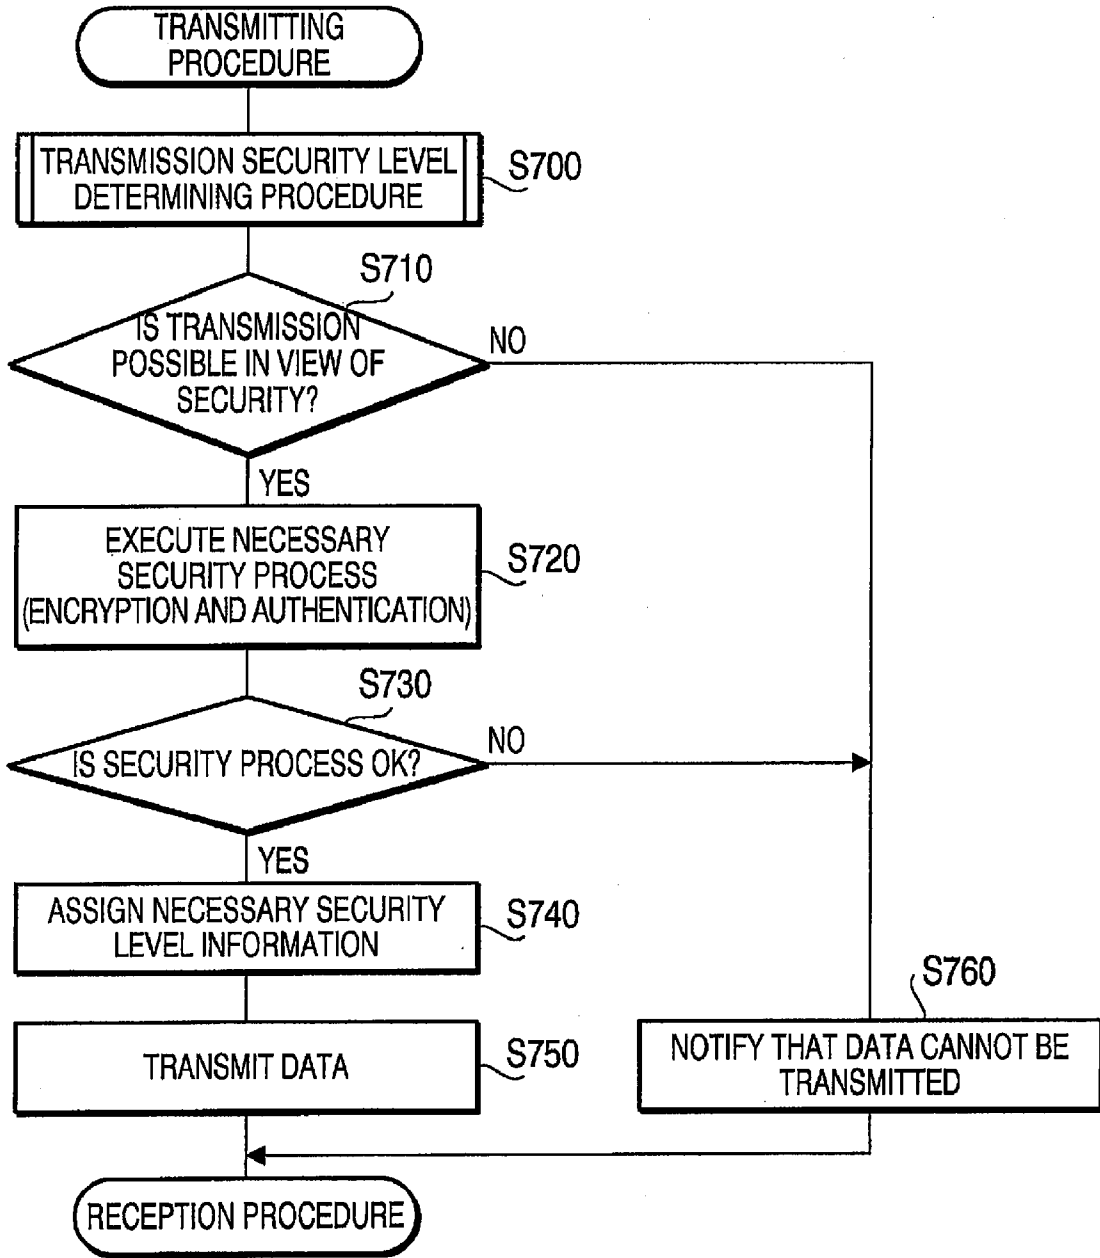 TRANSMITTING
PROCEDURE
TRANSMISSION SECURITY LEVEL
DETERMINING PROCEDURE
S700
S710
IS TRANSMISSION
POSSIBLE IN VIEW OF
SECURITY?
NO
YES
EXECUTE NECESSARY
SECURITY PROCESS
(ENCRYPTION AND AUTHENTICATION)
S720
S730
IS SECURITY PROCESS OK?
NO
YES
ASSIGN NECESSARY SECURITY
LEVEL INFORMATION
S740
TRANSMIT DATA
S750
S760
NOTIFY THAT DATA CANNOT BE
TRANSMITTED
RECEPTION PROCEDURE